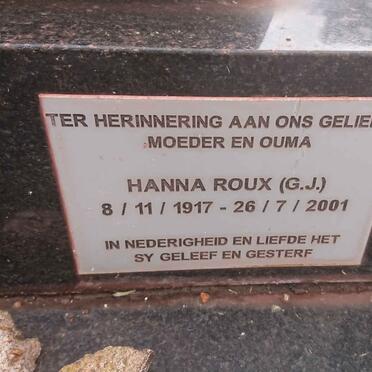 TER HERINNERING AAN ONS GELIE
MOEDER EN OUMA
HANNA ROUX (G.J.)
8 / 11 / 1917 - 26 / 7 / 2001
IN NEDERIGHEID EN LIEFDE HET
SY GELEEF EN GESTERF